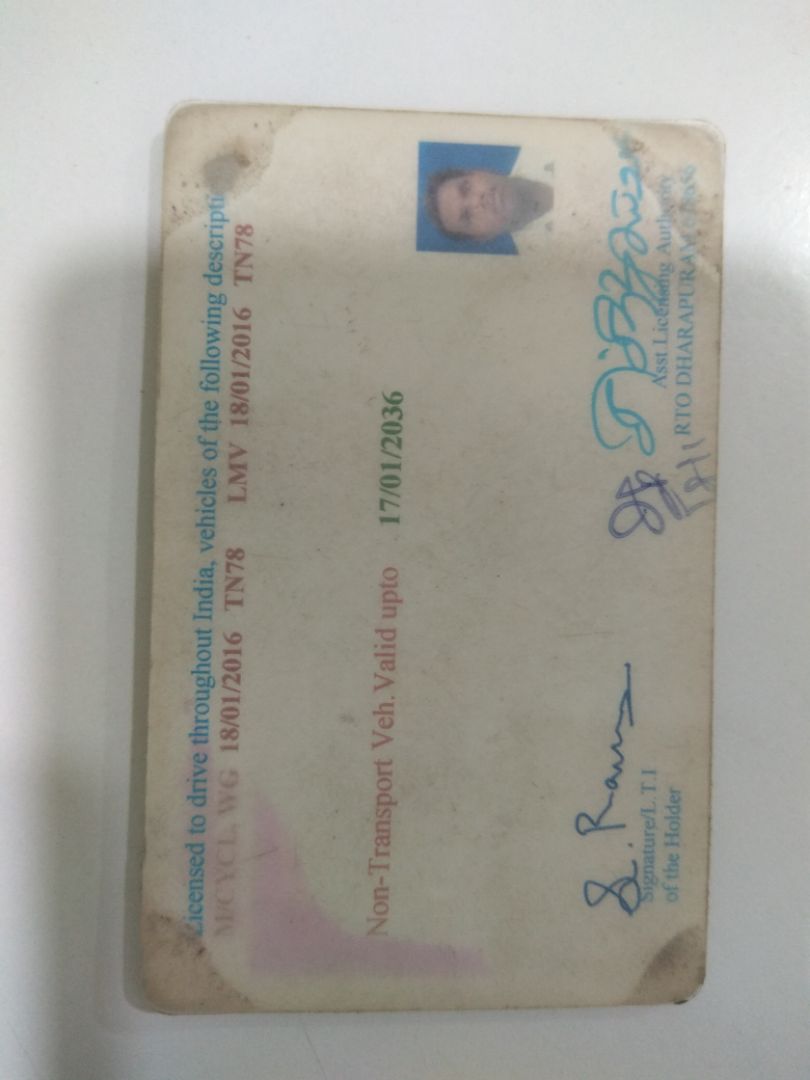 Licensed to drive throughout India, vehicles of the following descripti
M/CYCL. WG 18/01/2016 TN78 LMV 18/01/2016 TN78
Non-Transport Veh. Valid upto 17/01/2036
Signature/L.T.I
of the Holder
Asst Licensing Authority
RTO DHARAPURAM